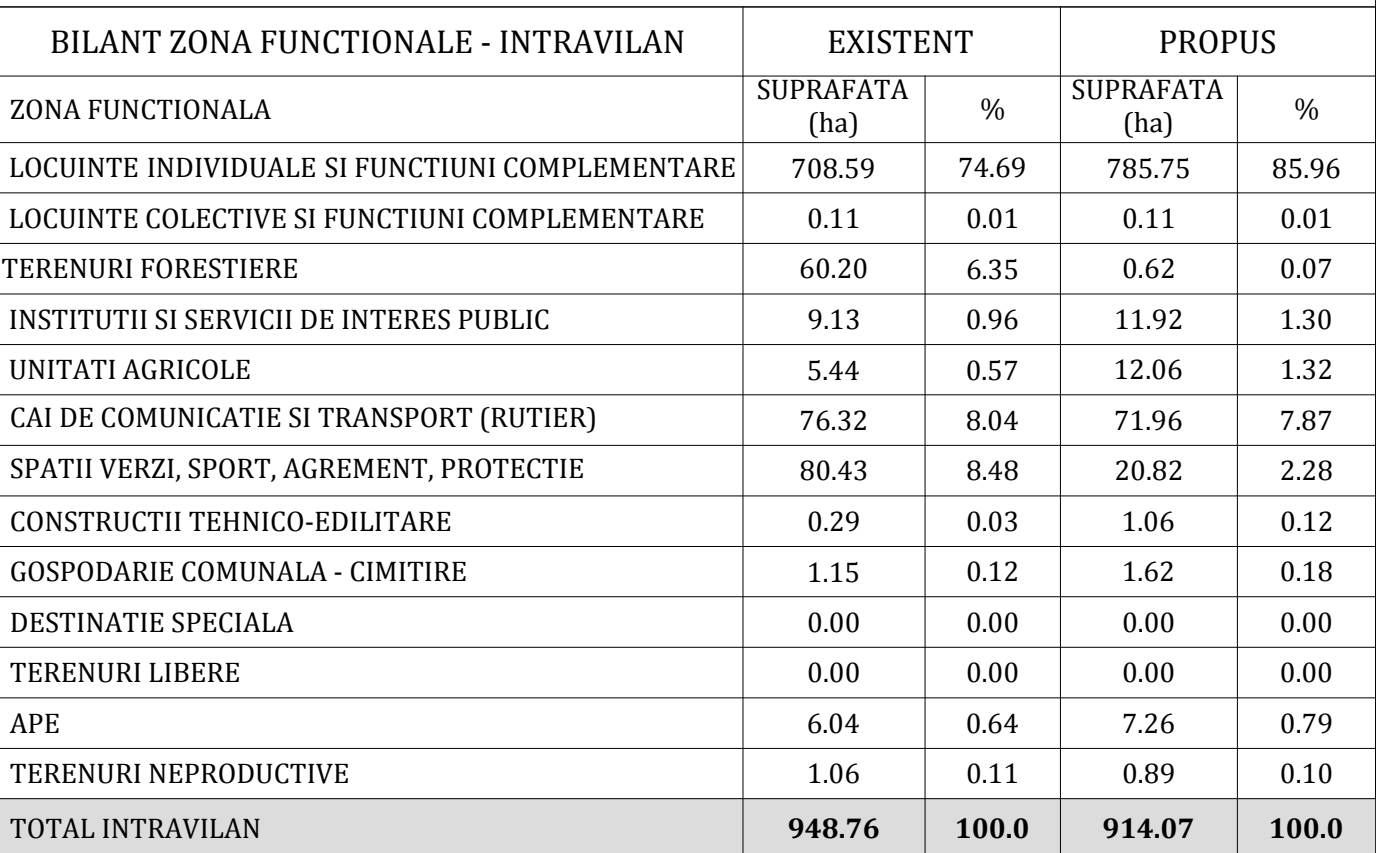 BILANT ZONA FUNCTIONALE - INTRAVILAN EXISTENT PROPUS
ZONA FUNCTIONALA SUPRAFATA (ha) % SUPRAFATA (ha) %
LOCUINTE INDIVIDUALE SI FUNCTIUNI COMPLEMENTARE 708.59 74.69 785.75 85.96
LOCUINTE COLECTIVE SI FUNCTIUNI COMPLEMENTARE 0.11 0.01 0.11 0.01
TERENURI FORESTIERE 60.20 6.35 0.62 0.07
INSTITUTII SI SERVICII DE INTERES PUBLIC 9.13 0.96 11.92 1.30
UNITATI AGRICOLE 5.44 0.57 12.06 1.32
CAI DE COMUNICATIE SI TRANSPORT (RUTIER) 76.32 8.04 71.96 7.87
SPATII VERZI, SPORT, AGREMENT, PROTECTIE 80.43 8.48 20.82 2.28
CONSTRUCTII TEHNICO-EDILITARE 0.29 0.03 1.06 0.12
GOSPODARIE COMUNALA - CIMITIRE 1.15 0.12 1.62 0.18
DESTINATIE SPECIALA 0.00 0.00 0.00 0.00
TERENURI LIBERE 0.00 0.00 0.00 0.00
APE 6.04 0.64 7.26 0.79
TERENURI NEPRODUCTIVE 1.06 0.11 0.89 0.10
TOTAL INTRAVILAN 948.76 100.0 914.07 100.0